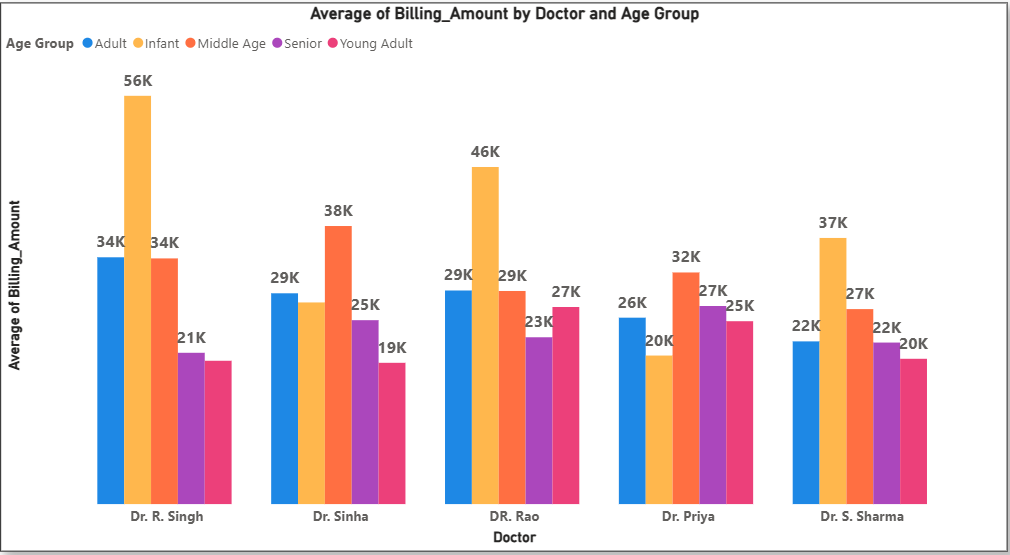 Average of Billing_Amount by Doctor and Age Group
Age Group Adult Infant Middle Age Senior Young Adult
Average of Billing_Amount
34K 56K 34K 21K
29K 38K 25K 19K
29K 46K 29K 23K 27K
26K 20K 32K 27K 25K
22K 37K 27K 22K 20K
Dr. R. Singh Dr. Sinha DR. Rao Dr. Priya Dr. S. Sharma
Doctor